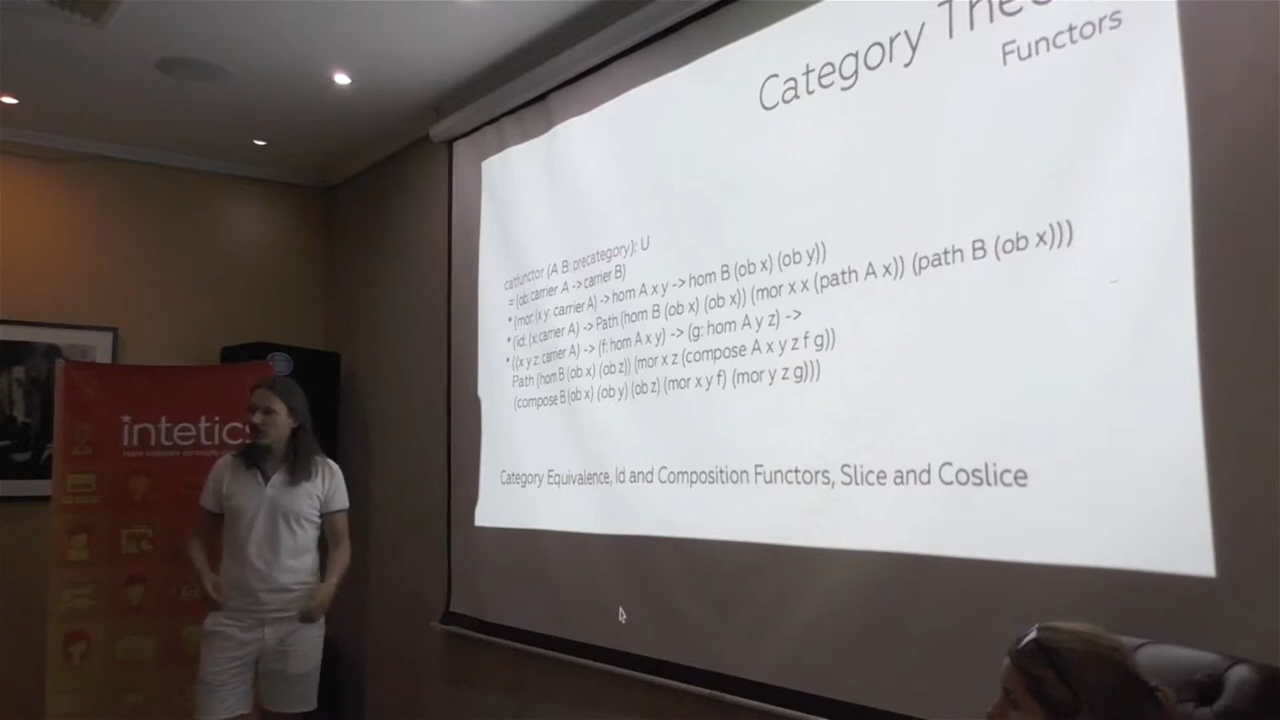 Category Theo
Functors
catfunctor (A B: precategory): U
= (ob: carrier A -> carrier B)
* (mor: (x y: carrier A) -> hom A x y -> hom B (ob x) (ob y))
* (id: (x: carrier A) -> Path (hom B (ob x) (ob x)) (mor x x (path A x)) (path B (ob x)))
* ((x y z: carrier A) -> (f: hom A x y) -> (g: hom A y z) ->
Path (hom B (ob x) (ob z)) (mor x z (compose A x y z f g))
(compose B (ob x) (ob y) (ob z) (mor x y f) (mor y z g)))
Category Equivalence, Id and Composition Functors, Slice and Coslice
intetics